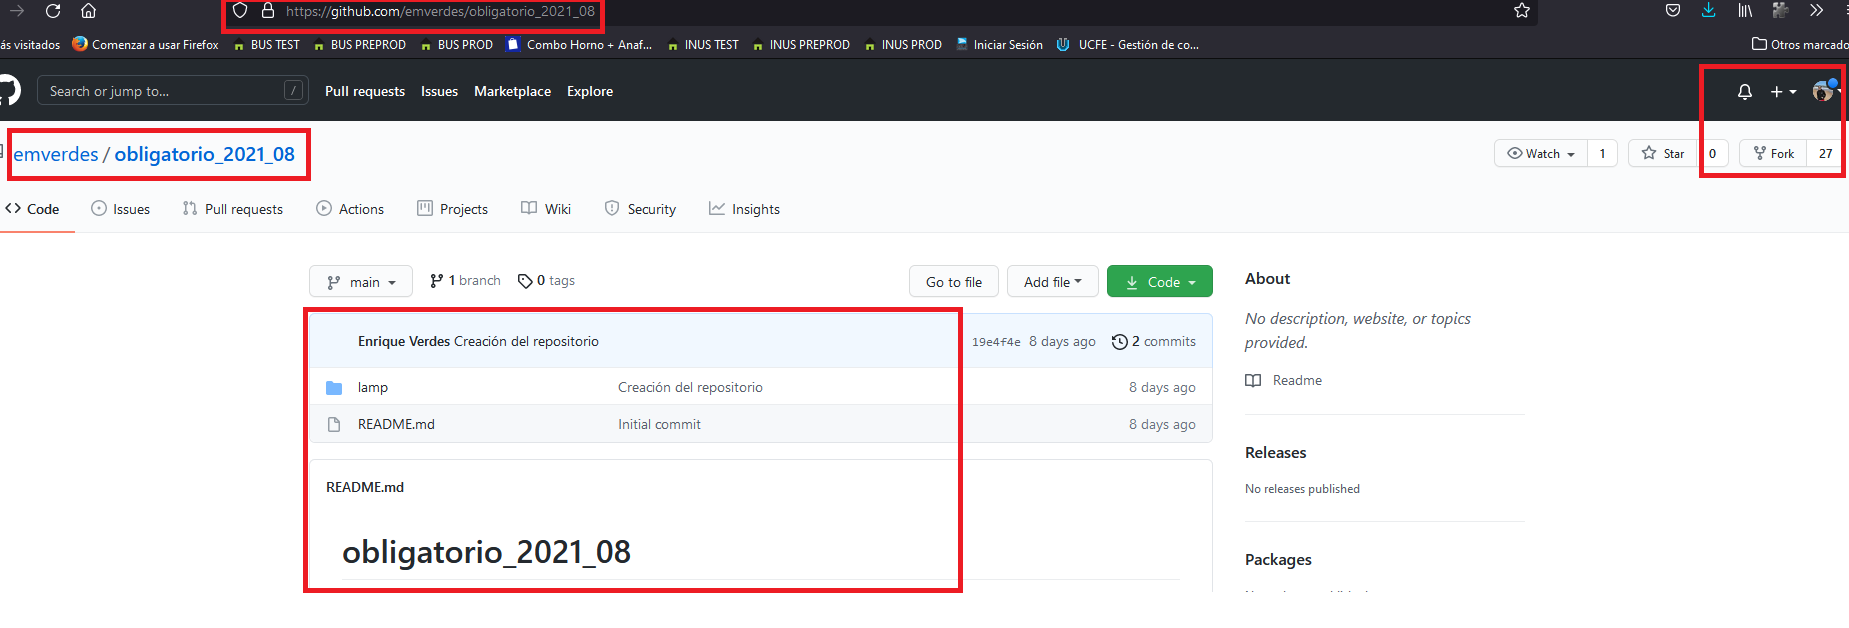 https://github.com/emverdes/obligatorio_2021_08
ás visitados Comenzar a usar Firefox BUS TEST BUS PREPROD BUS PROD Combo Horno + Anaf... INUS TEST INUS PREPROD INUS PROD Iniciar Sesión UCFE - Gestión de co... Otros marcado
Search or jump to... / Pull requests Issues Marketplace Explore
emverdes / obligatorio_2021_08 Watch 1 Star 0 Fork 27
Code Issues Pull requests Actions Projects Wiki Security Insights
main 1 branch 0 tags Go to file Add file Code
Enrique Verdes Creación del repositorio 19e4f4e 8 days ago 2 commits
lamp Creación del repositorio 8 days ago
README.md Initial commit 8 days ago
README.md
obligatorio_2021_08
About
No description, website, or topics
provided.
Readme
Releases
No releases published
Packages